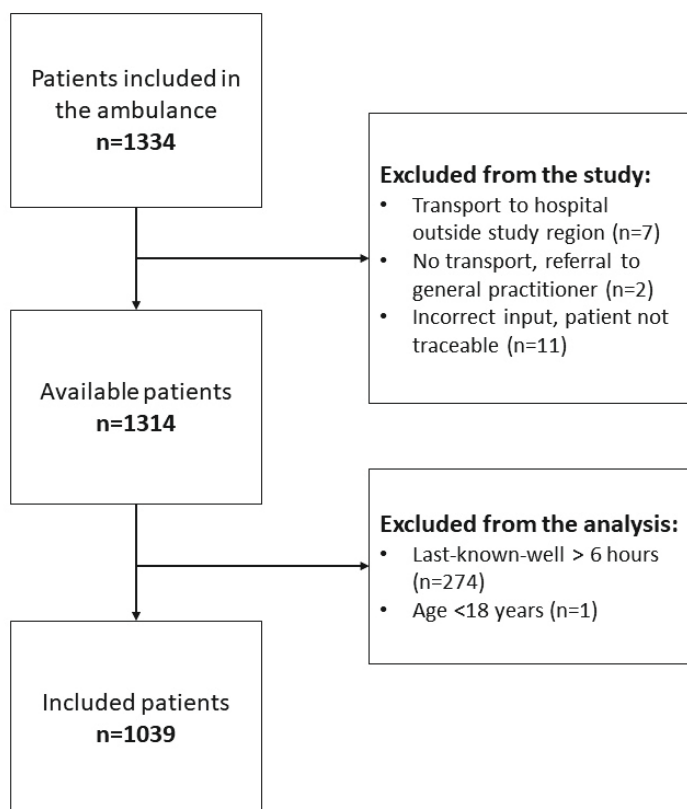 Patients included in
the ambulance
n=1334
Excluded from the study:
• Transport to hospital
outside study region (n=7)
• No transport, referral to
general practitioner (n=2)
• Incorrect input, patient not
traceable (n=11)
Available patients
n=1314
Excluded from the analysis:
• Last-known-well > 6 hours
(n=274)
• Age <18 years (n=1)
Included patients
n=1039